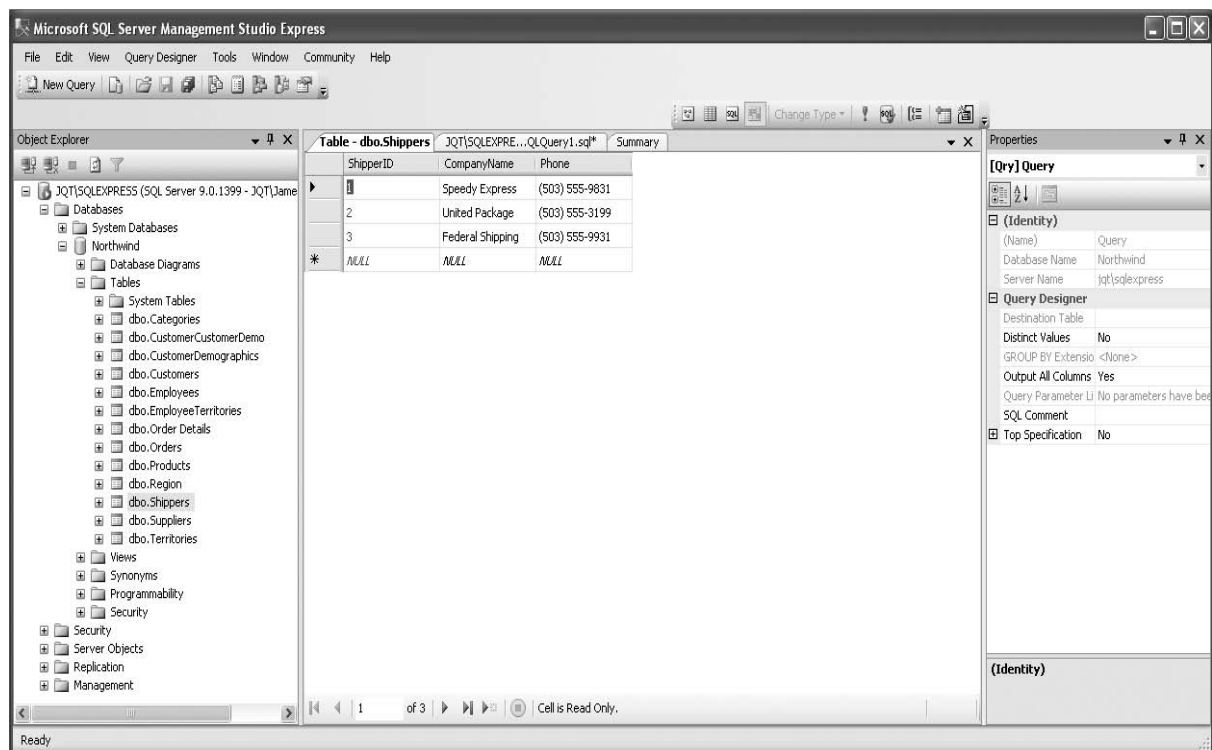 Microsoft SQL Server Management Studio Express
File Edit View Query Designer Tools Window Community Help
New Query
Change Type
Object Explorer
JQT\SQLEXPRESS (SQL Server 9.0.1399 - JQT\Jame
Databases
System Databases
Northwind
Database Diagrams
Tables
System Tables
dbo.Categories
dbo.CustomerCustomerDemo
dbo.CustomerDemographics
dbo.Customers
dbo.Employees
dbo.EmployeeTerritories
dbo.Order Details
dbo.Orders
dbo.Products
dbo.Region
dbo.Shippers
dbo.Suppliers
dbo.Territories
Views
Synonyms
Programmability
Security
Security
Server Objects
Replication
Management
Table - dbo.Shippers JQT\SQLEXPRE...QLQuery1.sql* Summary
ShipperID CompanyName Phone
1 Speedy Express (503) 555-9831
2 United Package (503) 555-3199
3 Federal Shipping (503) 555-9931
NULL NULL NULL
1 of 3 Cell is Read Only.
Properties
[Qry] Query
(Identity)
(Name) Query
Database Name Northwind
Server Name jqt\sqlexpress
Query Designer
Destination Table
Distinct Values No
GROUP BY Extensio <None>
Output All Columns Yes
Query Parameter Li No parameters have bee
SQL Comment
Top Specification No
(Identity)
Ready